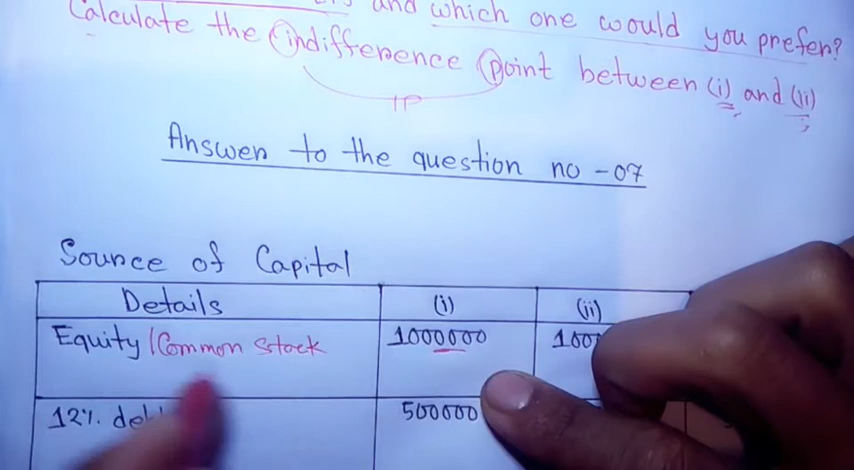 and which one would you prefer?
Calculate the indifference point between (i) and (ii)
IP
Answer to the question no -07
Source of Capital
Details (i) (ii)
Equity/Common Stock 1000000
12%. 500000